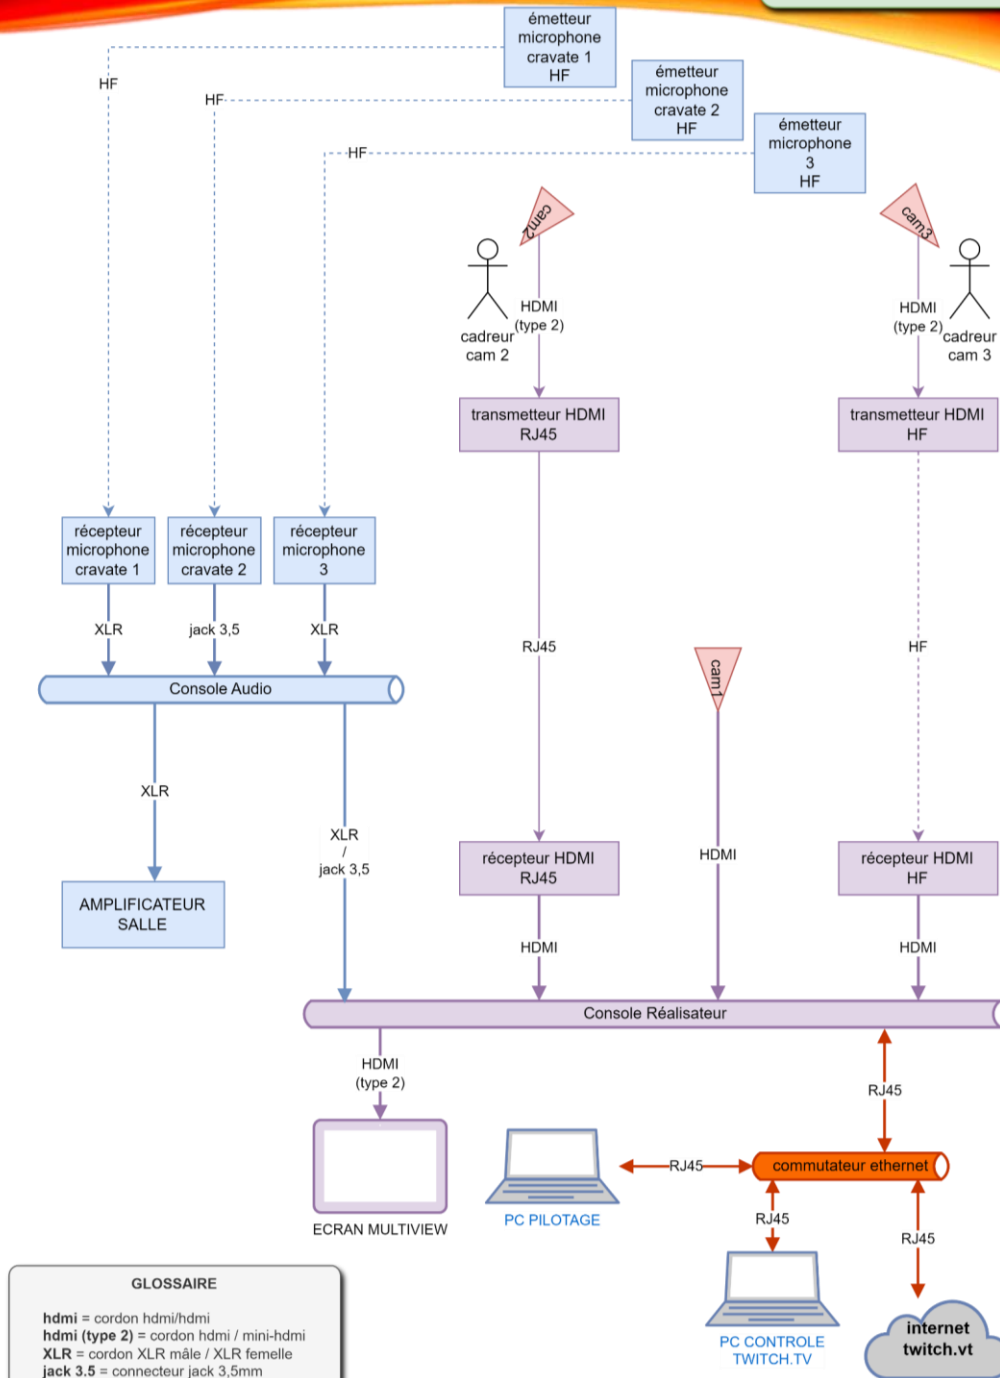 émetteur
microphone
cravate 1
HF
émetteur
microphone
cravate 2
HF
émetteur
microphone
3
HF
HF
HF
HF
cam2
cam3
HDMI
(type 2)
cadreur
cam 2
HDMI
(type 2)
cadreur
cam 3
transmetteur HDMI
RJ45
transmetteur HDMI
HF
récepteur
microphone
cravate 1
récepteur
microphone
cravate 2
récepteur
microphone
3
XLR
jack 3,5
XLR
RJ45
HF
cam1
Console Audio
XLR
XLR
/
jack 3,5
HDMI
récepteur HDMI
RJ45
récepteur HDMI
HF
AMPLIFICATEUR
SALLE
HDMI
HDMI
Console Réalisateur
HDMI
(type 2)
RJ45
RJ45
commutateur ethernet
PC PILOTAGE
ECRAN MULTIVIEW
RJ45
RJ45
PC CONTROLE
TWITCH.TV
internet
twitch.vt
GLOSSAIRE
hdmi = cordon hdmi/hdmi
hdmi (type 2) = cordon hdmi / mini-hdmi
XLR = cordon XLR mâle / XLR femelle
jack 3.5 = connecteur jack 3,5mm